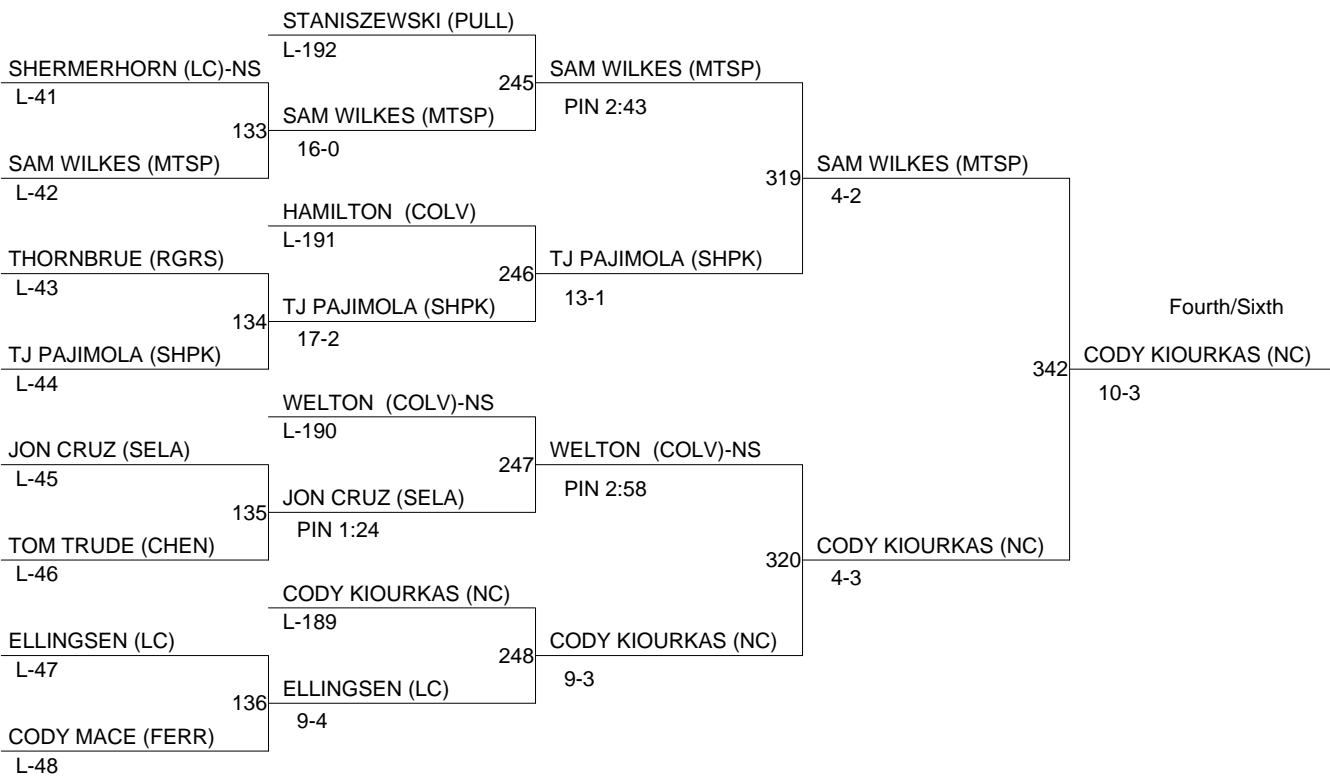 STANISZEWSKI (PULL)
L-192
SHERMERHORN (LC)-NS
L-41
245
SAM WILKES (MTSP)
PIN 2:43
133
SAM WILKES (MTSP)
16-0
SAM WILKES (MTSP)
L-42
319
SAM WILKES (MTSP)
4-2
HAMILTON  (COLV)
L-191
THORNBRUE (RGRS)
L-43
246
TJ PAJIMOLA (SHPK)
13-1
134
TJ PAJIMOLA (SHPK)
17-2
TJ PAJIMOLA (SHPK)
L-44
Fourth/Sixth
342
CODY KIOURKAS (NC)
10-3
WELTON  (COLV)-NS
L-190
JON CRUZ (SELA)
L-45
247
WELTON  (COLV)-NS
PIN 2:58
135
JON CRUZ (SELA)
PIN 1:24
TOM TRUDE (CHEN)
L-46
320
CODY KIOURKAS (NC)
4-3
CODY KIOURKAS (NC)
L-189
ELLINGSEN (LC)
L-47
248
CODY KIOURKAS (NC)
9-3
136
ELLINGSEN (LC)
9-4
CODY MACE (FERR)
L-48